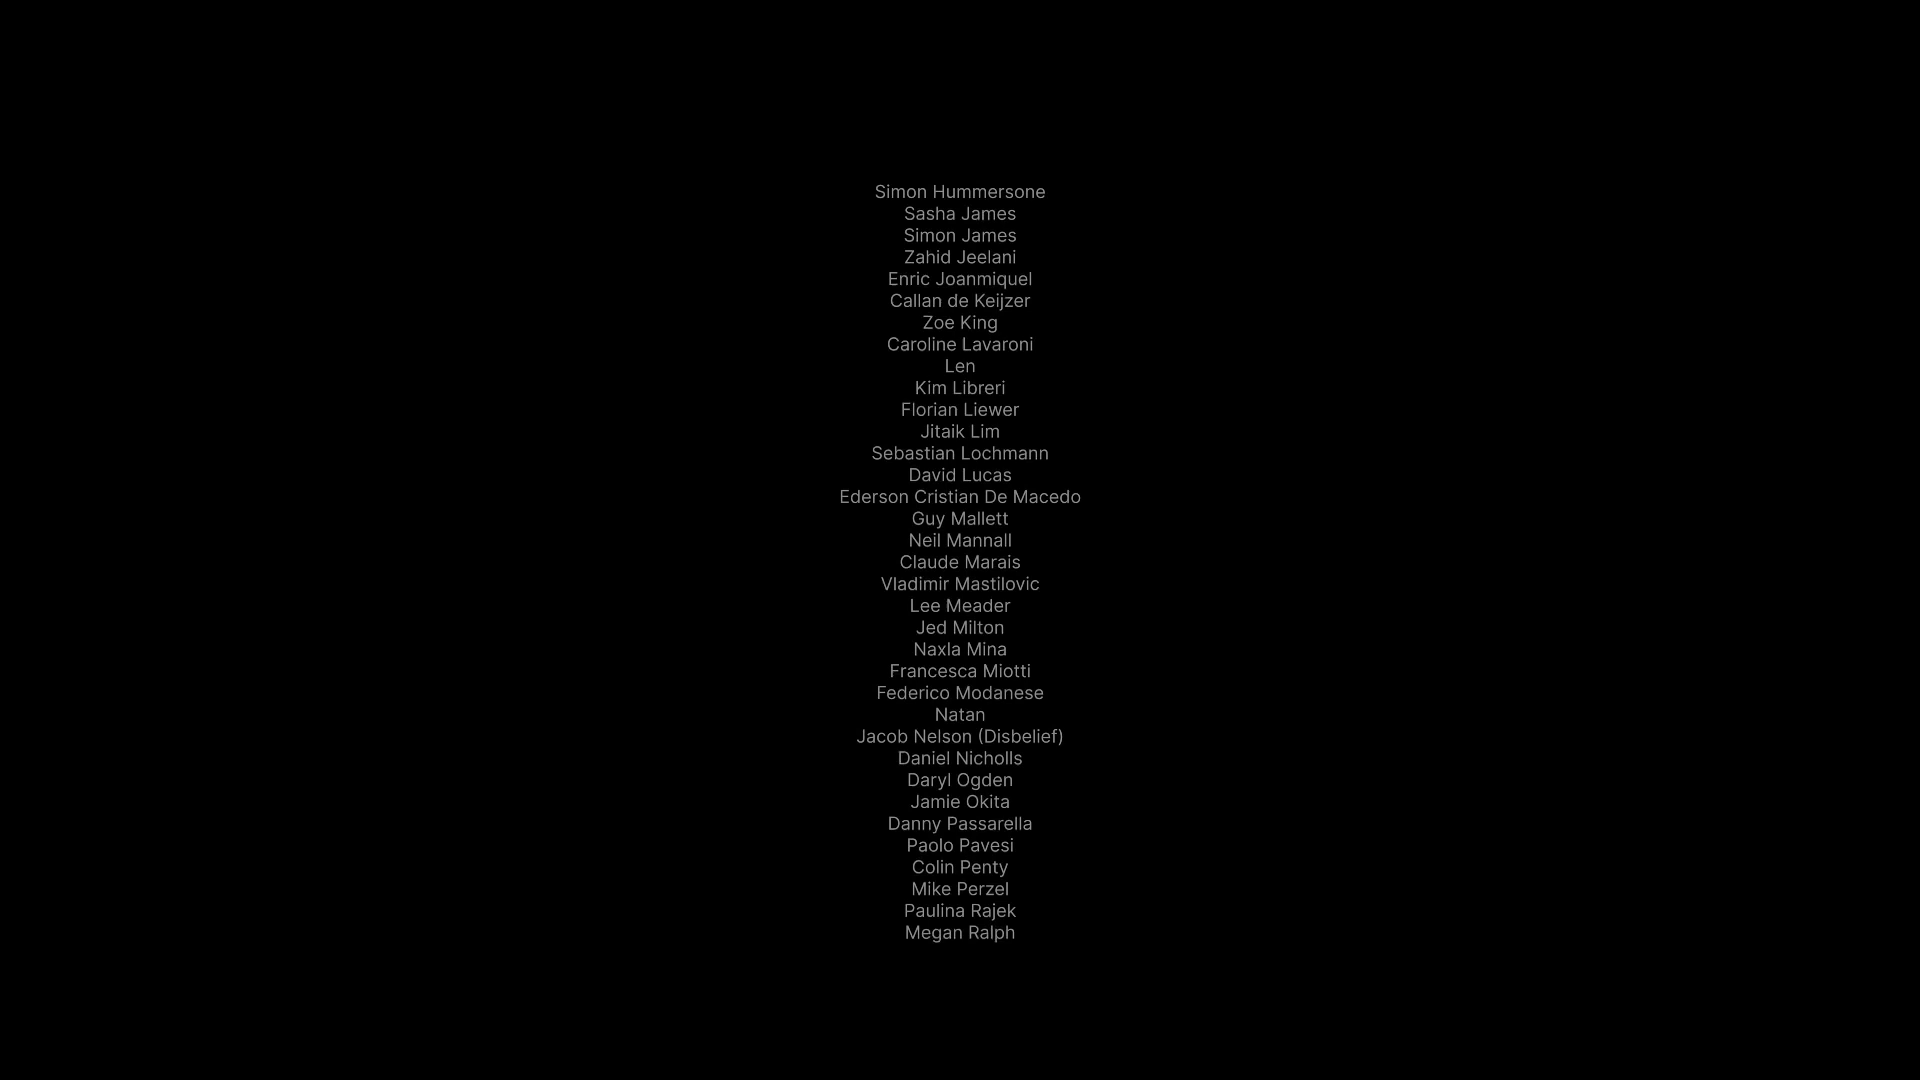 Simon Hummersone
Sasha James
Simon James
Zahid Jeelani
Enric Joanmiquel
Callan de Keijzer
Zoe King
Caroline Lavaroni
Len
Kim Libreri
Florian Liewer
Jitaik Lim
Sebastian Lochmann
David Lucas
Ederson Cristian De Macedo
Guy Mallett
Neil Mannall
Claude Marais
Vladimir Mastilovic
Lee Meader
Jed Milton
Naxla Mina
Francesca Miotti
Federico Modanese
Natan
Jacob Nelson (Disbelief)
Daniel Nicholls
Daryl Ogden
Jamie Okita
Danny Passarella
Paolo Pavesi
Colin Penty
Mike Perzel
Paulina Rajek
Megan Ralph